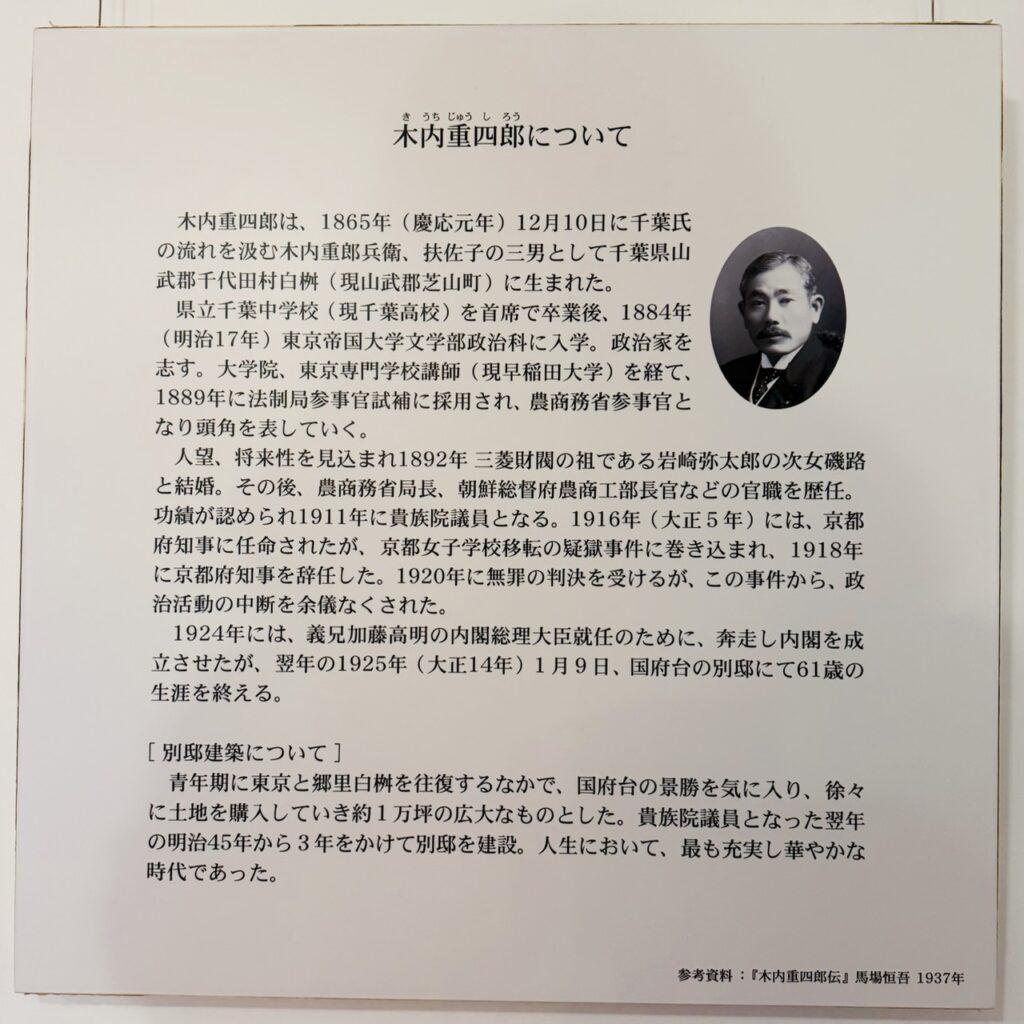 き うち じゅう し ろう
木内重四郎について
木内重四郎は、1865年（慶応元年）12月10日に千葉氏
の流れを汲む木内重郎兵衛、扶佐子の三男として千葉県山
武郡千代田村白桝（現山武郡芝山町）に生まれた。
県立千葉中学校（現千葉高校）を首席で卒業後、1884年
（明治17年）東京帝国大学文学部政治科に入学。政治家を
志す。大学院、東京専門学校講師（現早稲田大学）を経て、
1889年に法制局参事官試補に採用され、農商務省参事官と
なり頭角を表していく。
人望、将来性を見込まれ1892年 三菱財閥の祖である岩崎弥太郎の次女磯路
と結婚。その後、農商務省局長、朝鮮総督府農商工部長官などの官職を歴任。
功績が認められ1911年に貴族院議員となる。1916年（大正５年）には、京都
府知事に任命されたが、京都女子学校移転の疑獄事件に巻き込まれ、1918年
に京都府知事を辞任した。1920年に無罪の判決を受けるが、この事件から、政
治活動の中断を余儀なくされた。
1924年には、義兄加藤高明の内閣総理大臣就任のために、奔走し内閣を成
立させたが、翌年の1925年（大正14年）１月９日、国府台の別邸にて61歳の
生涯を終える。
［ 別邸建築について ］
青年期に東京と郷里白桝を往復するなかで、国府台の景勝を気に入り、徐々
に土地を購入していき約１万坪の広大なものとした。貴族院議員となった翌年
の明治45年から３年をかけて別邸を建設。人生において、最も充実し華やかな
時代であった。
参考資料：『木内重四郎伝』馬場恒吾 1937年